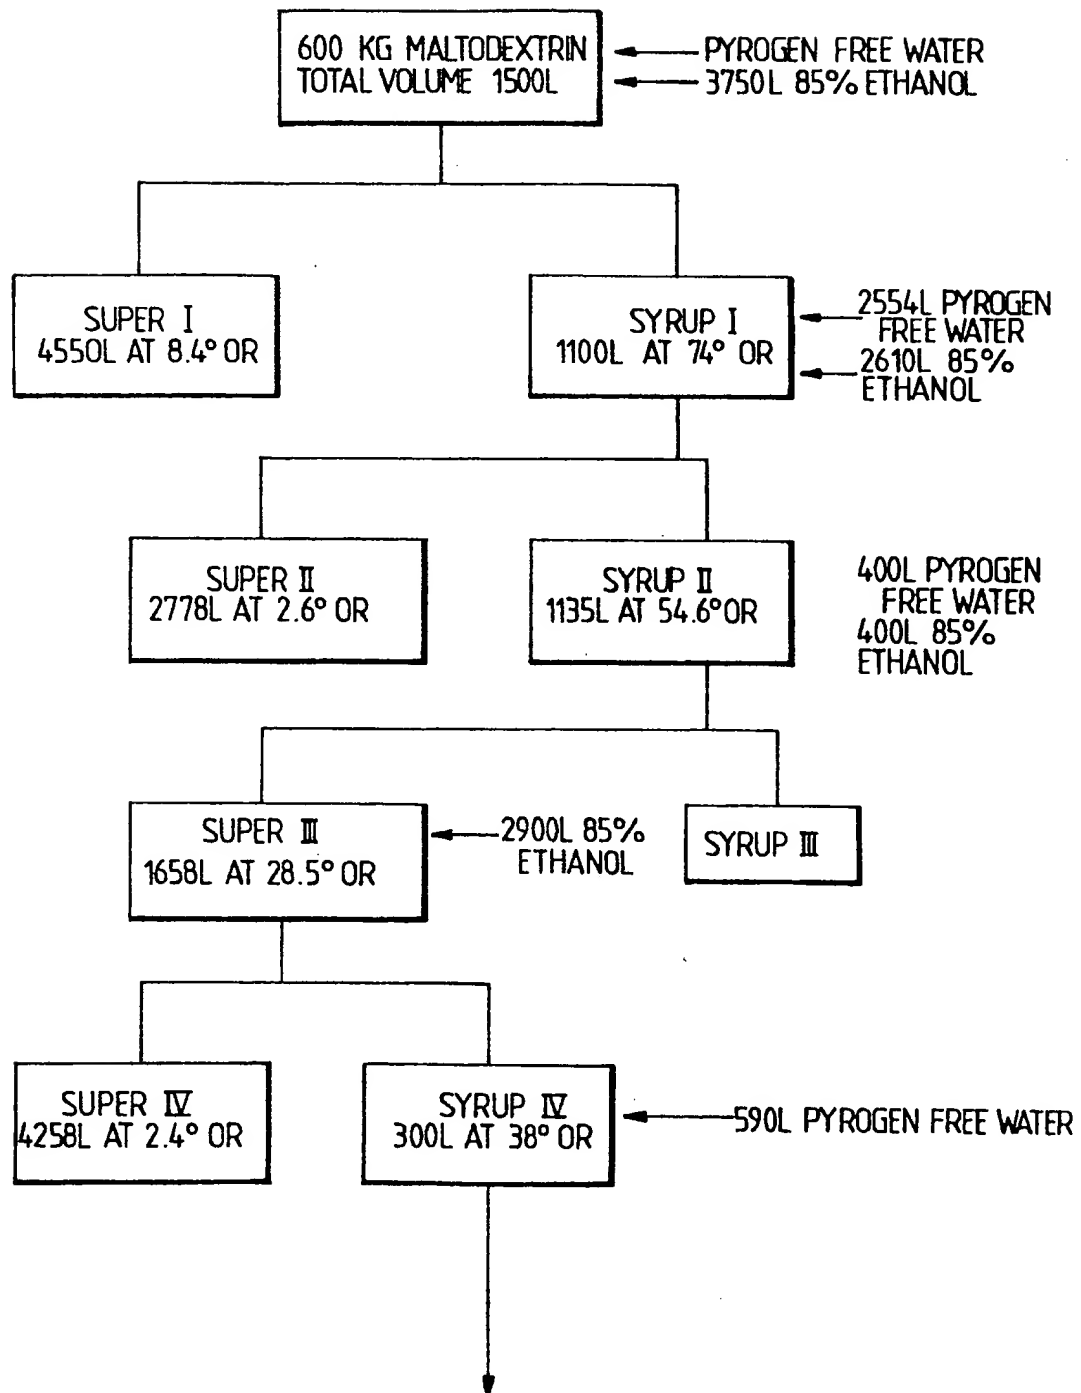 600 KG MALTODEXTRIN
TOTAL VOLUME 1500L
PYROGEN FREE WATER
3750L 85% ETHANOL
SUPER I
4550L AT 8.4° OR
SYRUP I
1100L AT 74° OR
2554L PYROGEN
FREE WATER
2610L 85%
ETHANOL
SUPER II
2778L AT 2.6° OR
SYRUP II
1135L AT 54.6° OR
400L PYROGEN
FREE WATER
400L 85%
ETHANOL
SUPER III
1658L AT 28.5° OR
2900L 85%
ETHANOL
SYRUP III
SUPER IV
4258L AT 2.4° OR
SYRUP IV
300L AT 38° OR
590L PYROGEN FREE WATER